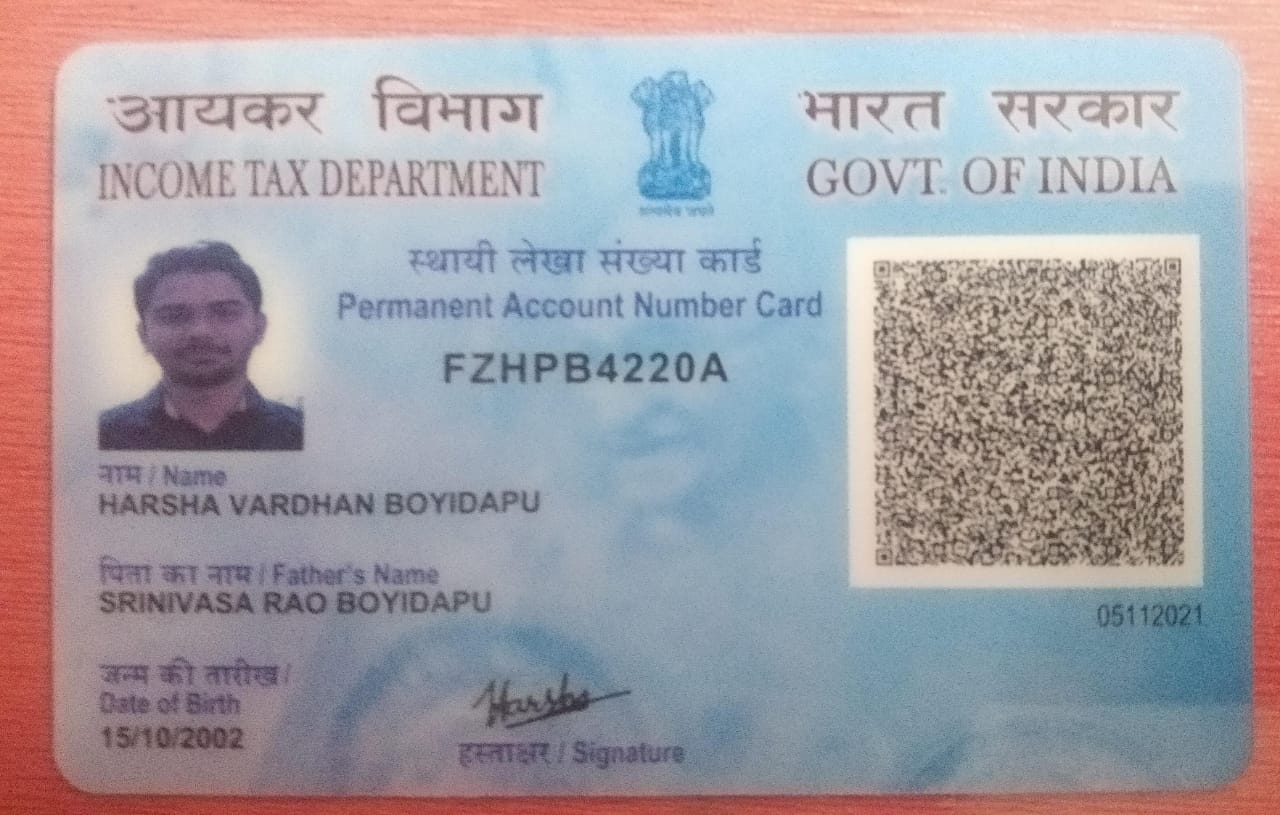 आयकर विभाग
INCOME TAX DEPARTMENT
भारत सरकार
GOVT. OF INDIA
सत्यमेव जयते
स्थायी लेखा संख्या कार्ड
Permanent Account Number Card
FZHPB4220A
नाम / Name
HARSHA VARDHAN BOYIDAPU
पिता का नाम / Father's Name
SRINIVASA RAO BOYIDAPU
05112021
जन्म की तारीख /
Date of Birth
15/10/2002
Harsha
हस्ताक्षर / Signature